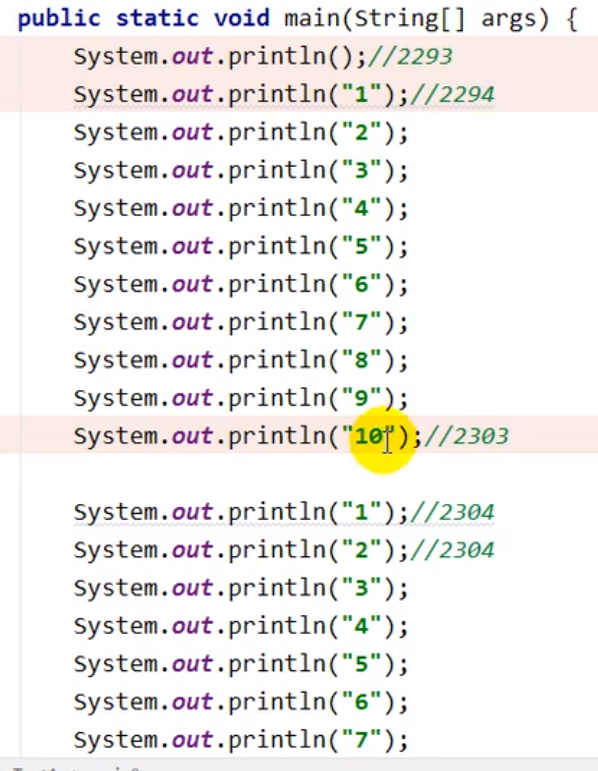 public static void main(String[] args) {
System.out.println();//2293
System.out.println("1");//2294
System.out.println("2");
System.out.println("3");
System.out.println("4");
System.out.println("5");
System.out.println("6");
System.out.println("7");
System.out.println("8");
System.out.println("9");
System.out.println("10");//2303
System.out.println("1");//2304
System.out.println("2");//2304
System.out.println("3");
System.out.println("4");
System.out.println("5");
System.out.println("6");
System.out.println("7");